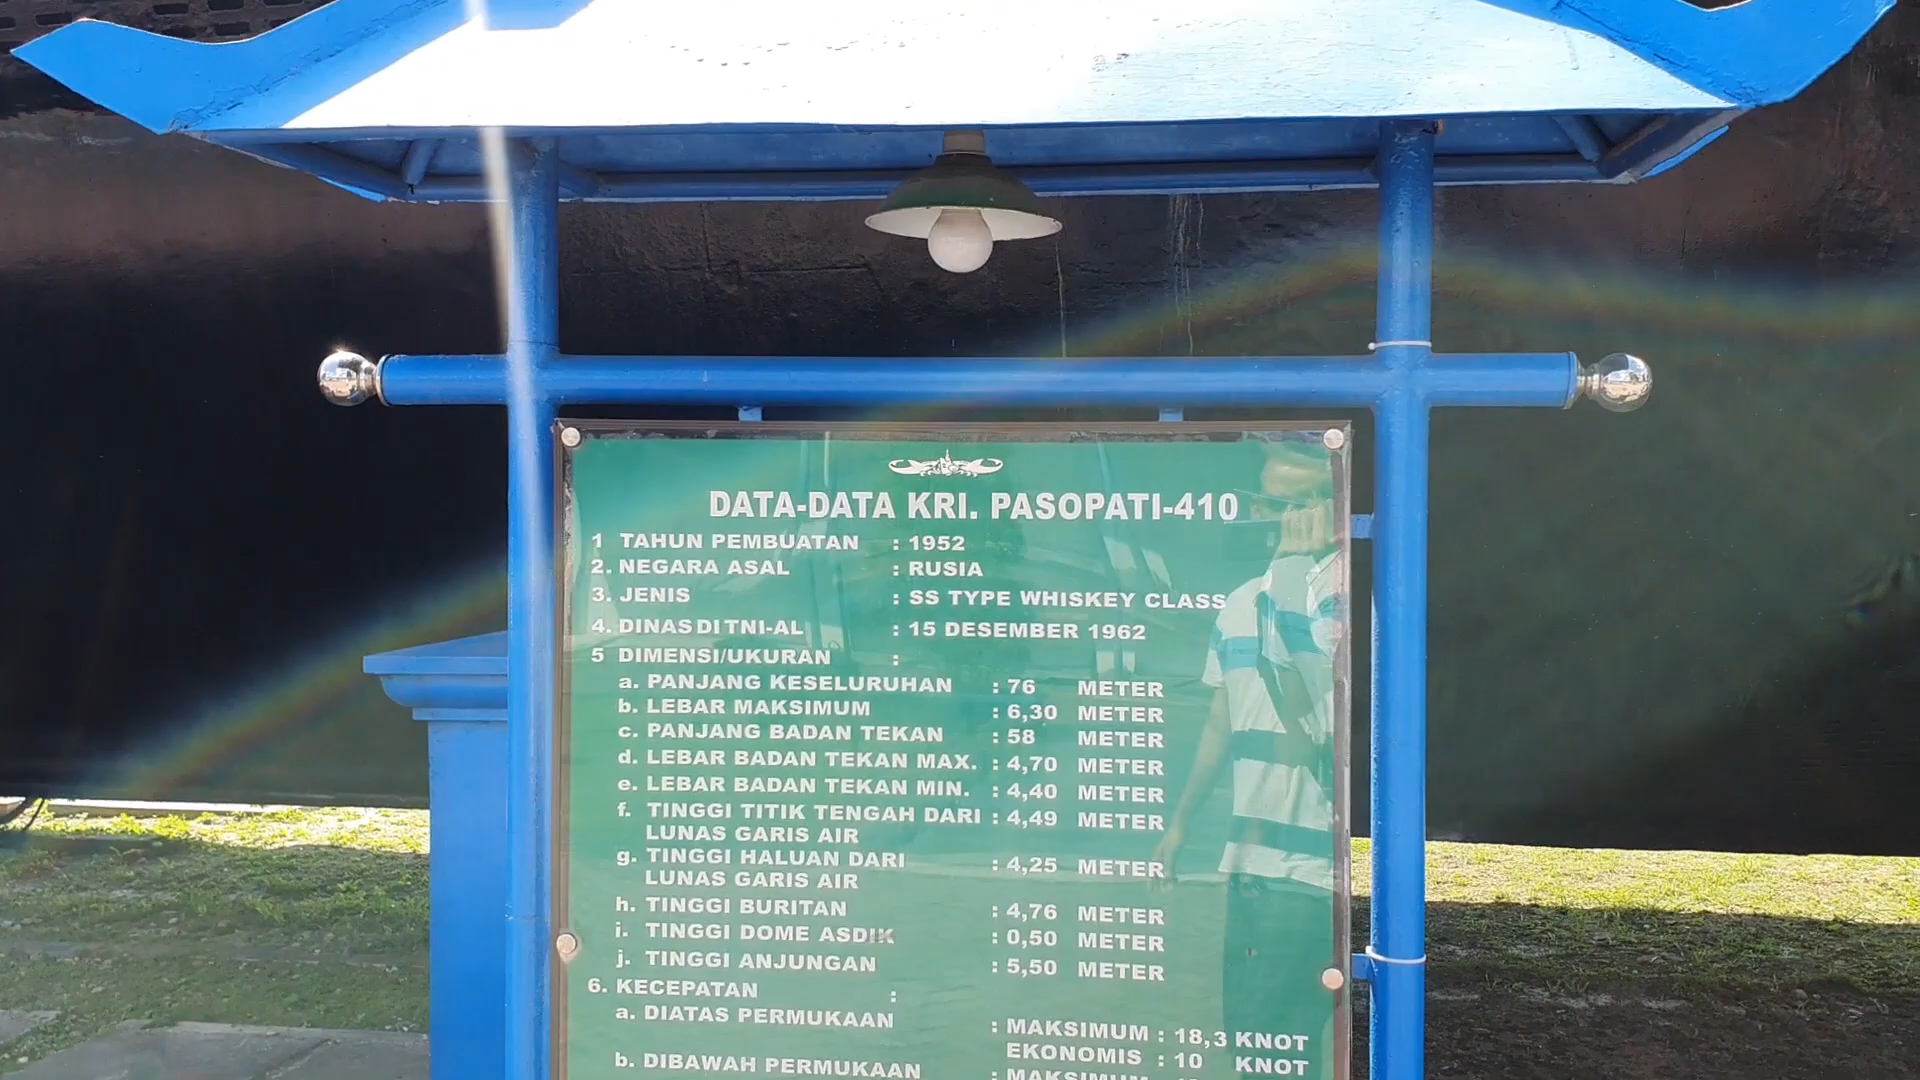 DATA-DATA KRI. PASOPATI-410
1 TAHUN PEMBUATAN : 1952
2. NEGARA ASAL : RUSIA
3. JENIS : SS TYPE WHISKEY CLASS
4. DINAS DI TNI-AL : 15 DESEMBER 1962
5 DIMENSI/UKURAN :
a. PANJANG KESELURUHAN : 76 METER
b. LEBAR MAKSIMUM : 6,30 METER
c. PANJANG BADAN TEKAN : 58 METER
d. LEBAR BADAN TEKAN MAX. : 4,70 METER
e. LEBAR BADAN TEKAN MIN. : 4,40 METER
f. TINGGI TITIK TENGAH DARI : 4,49 METER
LUNAS GARIS AIR
g. TINGGI HALUAN DARI : 4,25 METER
LUNAS GARIS AIR
h. TINGGI BURITAN : 4,76 METER
i. TINGGI DOME ASDIK : 0,50 METER
j. TINGGI ANJUNGAN : 5,50 METER
6. KECEPATAN :
a. DIATAS PERMUKAAN : MAKSIMUM : 18,3 KNOT
EKONOMIS : 10 KNOT
b. DIBAWAH PERMUKAAN : MAKSIMUM :